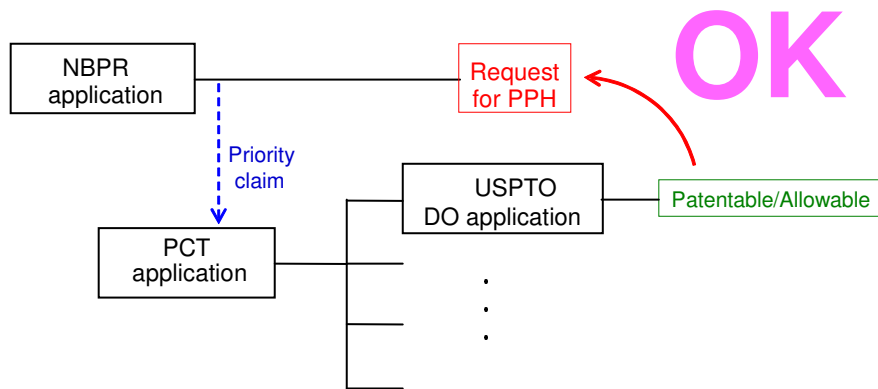 OK
NBPR
application
Request
for PPH
Priority
claim
USPTO
DO application
Patentable/Allowable
PCT
application